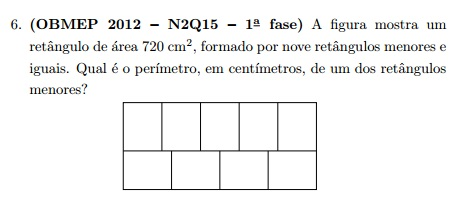 6. (OBMEP 2012 – N2Q15 – 1ª fase) A figura mostra um
retângulo de área 720 cm², formado por nove retângulos menores e
iguais. Qual é o perímetro, em centímetros, de um dos retângulos
menores?